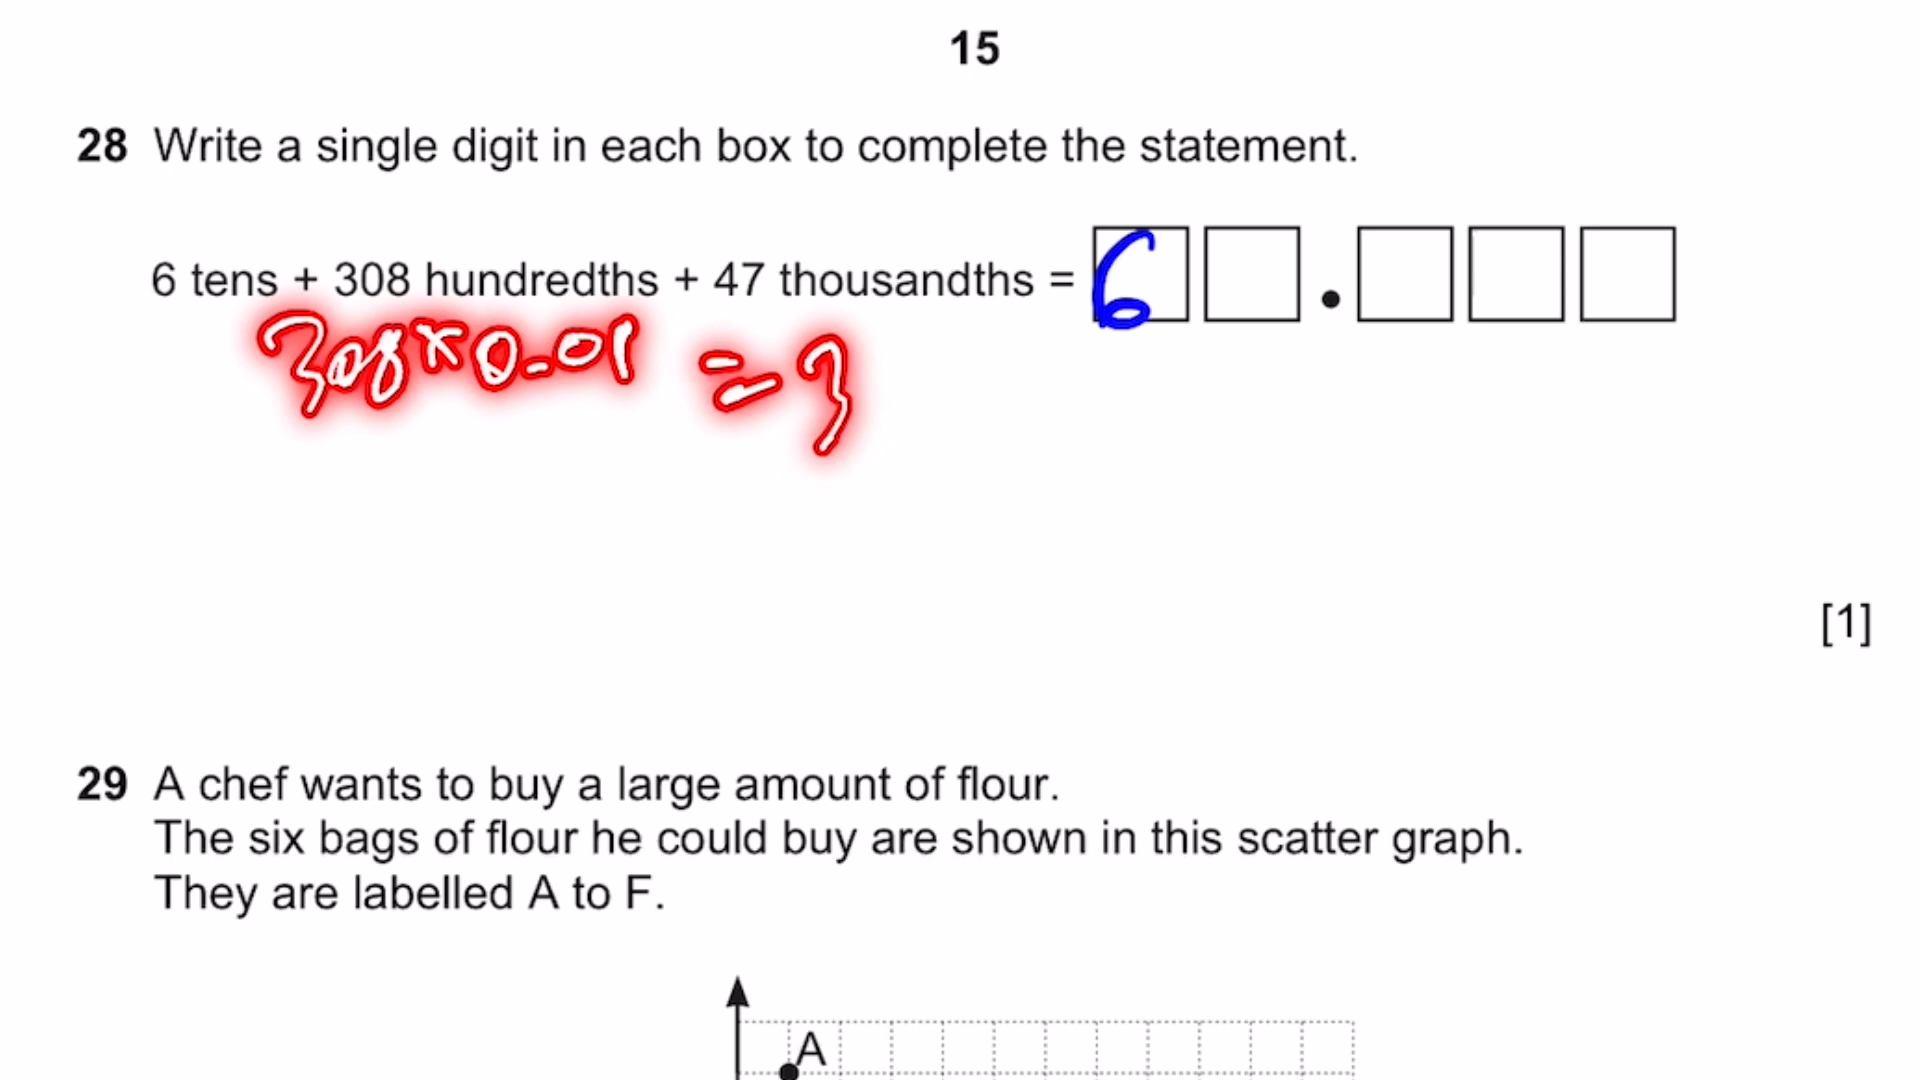 15
28 Write a single digit in each box to complete the statement.
6 tens + 308 hundredths + 47 thousandths = 6 .
308 × 0.01 = 3
[1]
29 A chef wants to buy a large amount of flour.
The six bags of flour he could buy are shown in this scatter graph.
They are labelled A to F.
A